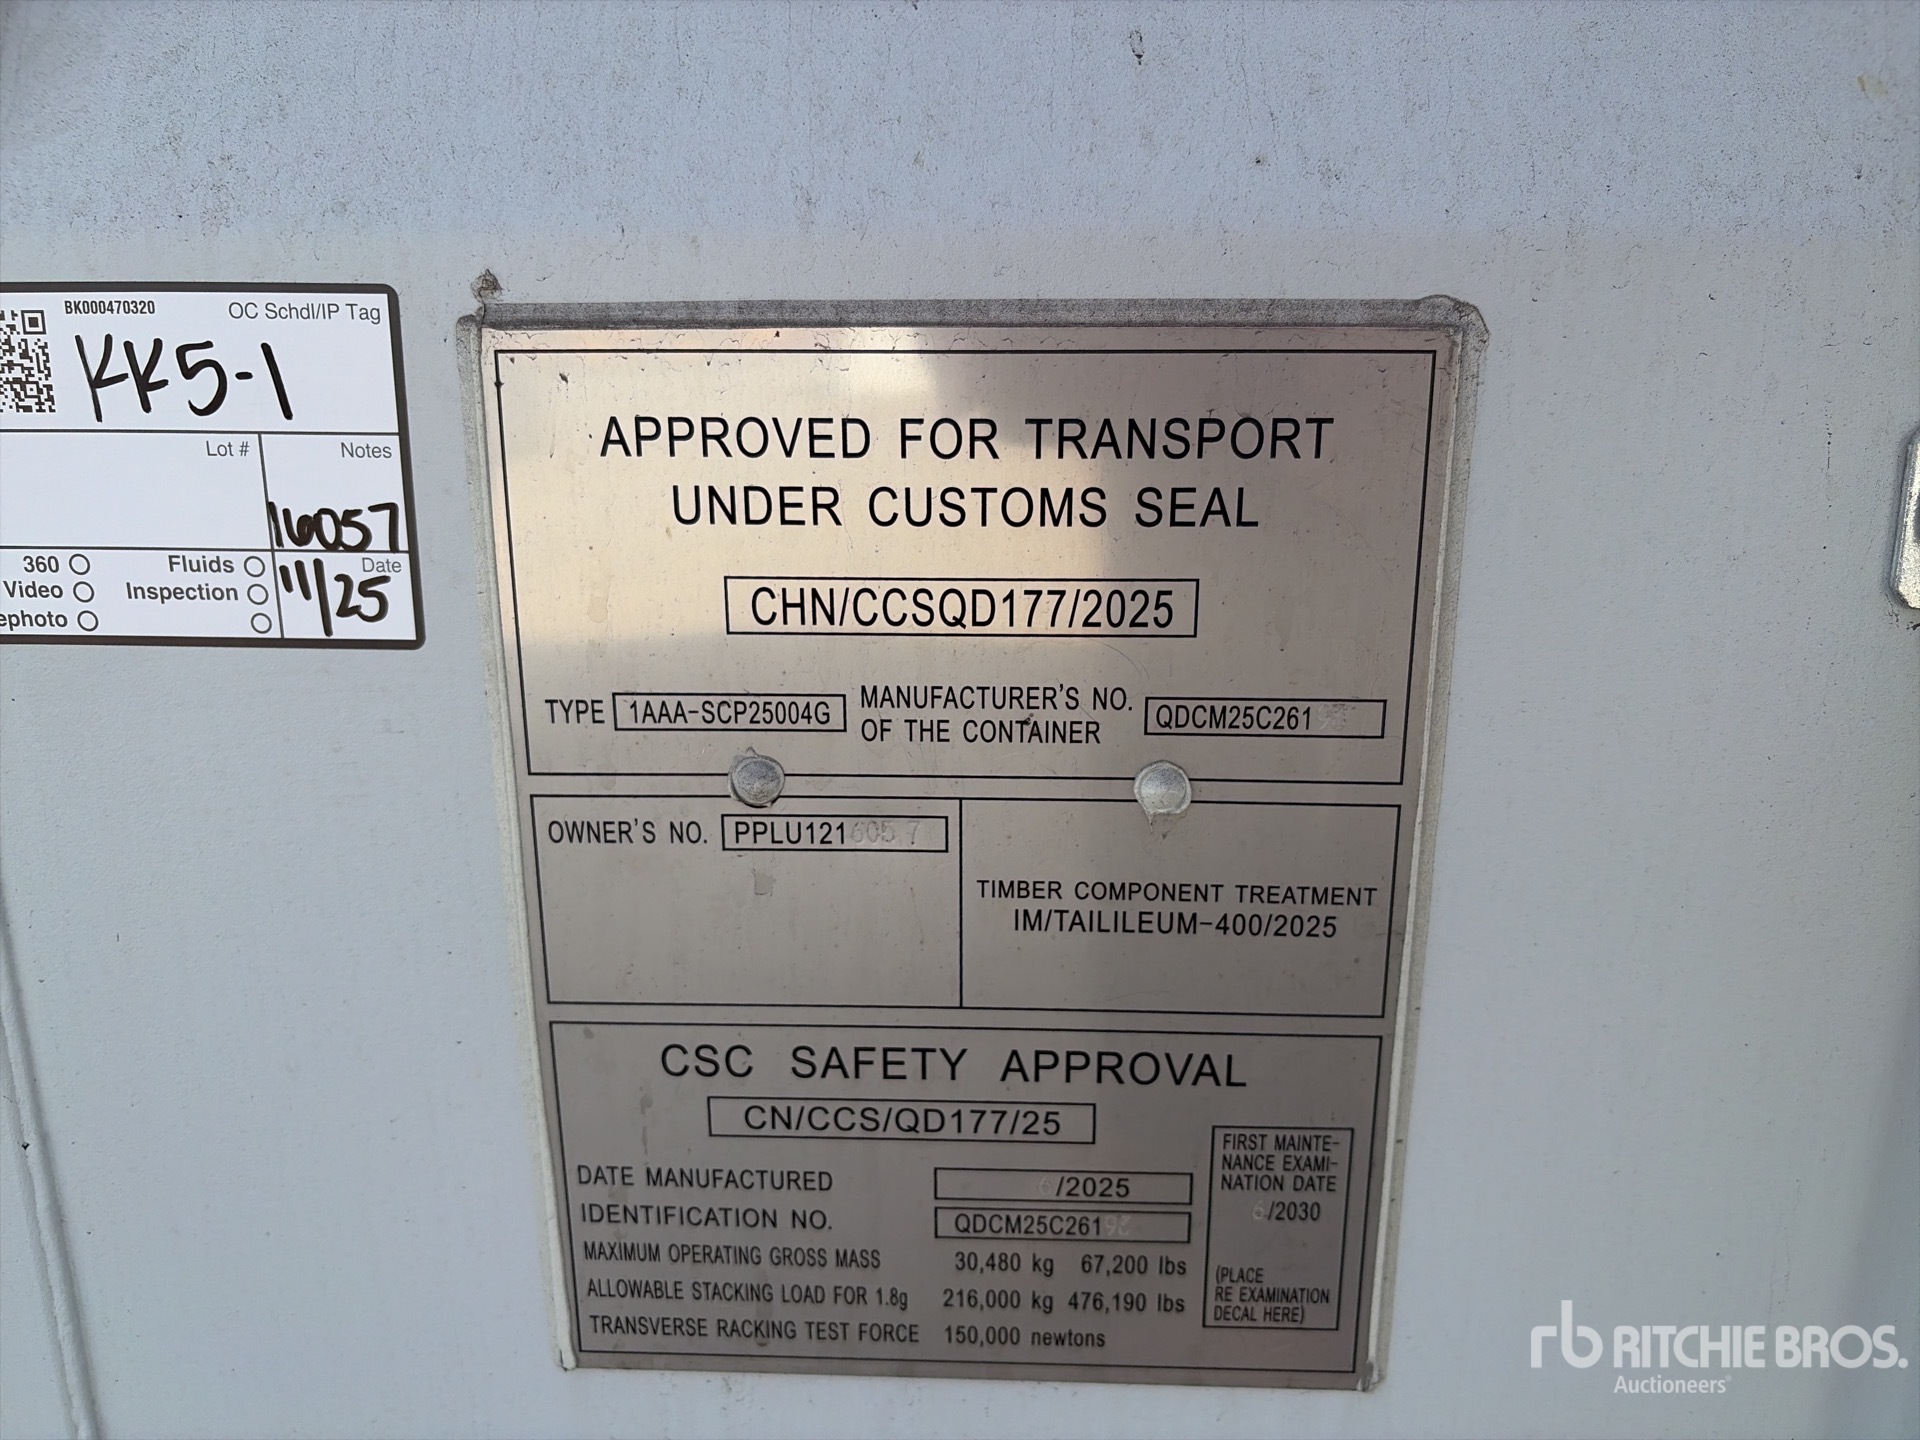 BK000470320
OC Schdl/IP Tag
KK5-1
Lot #
Notes
16057
360
Fluids
Date
Video
Inspection
11/25
ephoto
APPROVED FOR TRANSPORT
UNDER CUSTOMS SEAL
CHN/CCSQD177/2025
TYPE 1AAA-SCP25004G MANUFACTURER'S NO.
OF THE CONTAINER
QDCM25C261
OWNER'S NO. PPLU1216057
TIMBER COMPONENT TREATMENT
IM/TAILILEUM-400/2025
CSC SAFETY APPROVAL
CN/CCS/QD177/25
DATE MANUFACTURED 6/2025
IDENTIFICATION NO. QDCM25C261
MAXIMUM OPERATING GROSS MASS 30,480 kg 67,200 lbs
ALLOWABLE STACKING LOAD FOR 1.8g 216,000 kg 476,190 lbs
TRANSVERSE RACKING TEST FORCE 150,000 newtons
FIRST MAINTE-
NANCE EXAMI-
NATION DATE
6/2030
(PLACE
RE EXAMINATION
DECAL HERE)
rb RITCHIE BROS.
Auctioneers